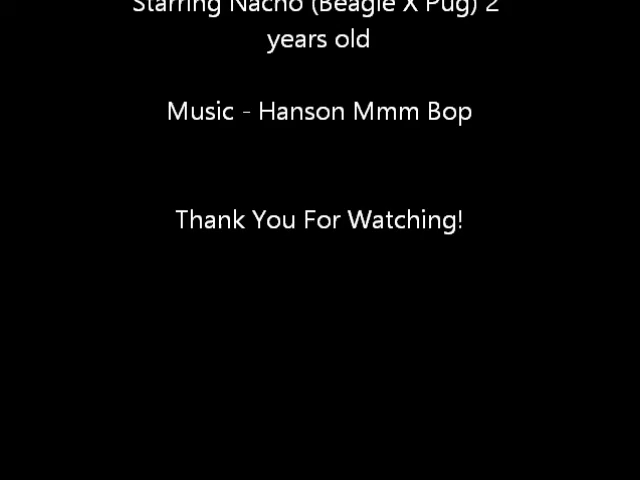 Starring Nacho (Beagle X Pug) 2
years old
Music - Hanson Mmm Bop
Thank You For Watching!